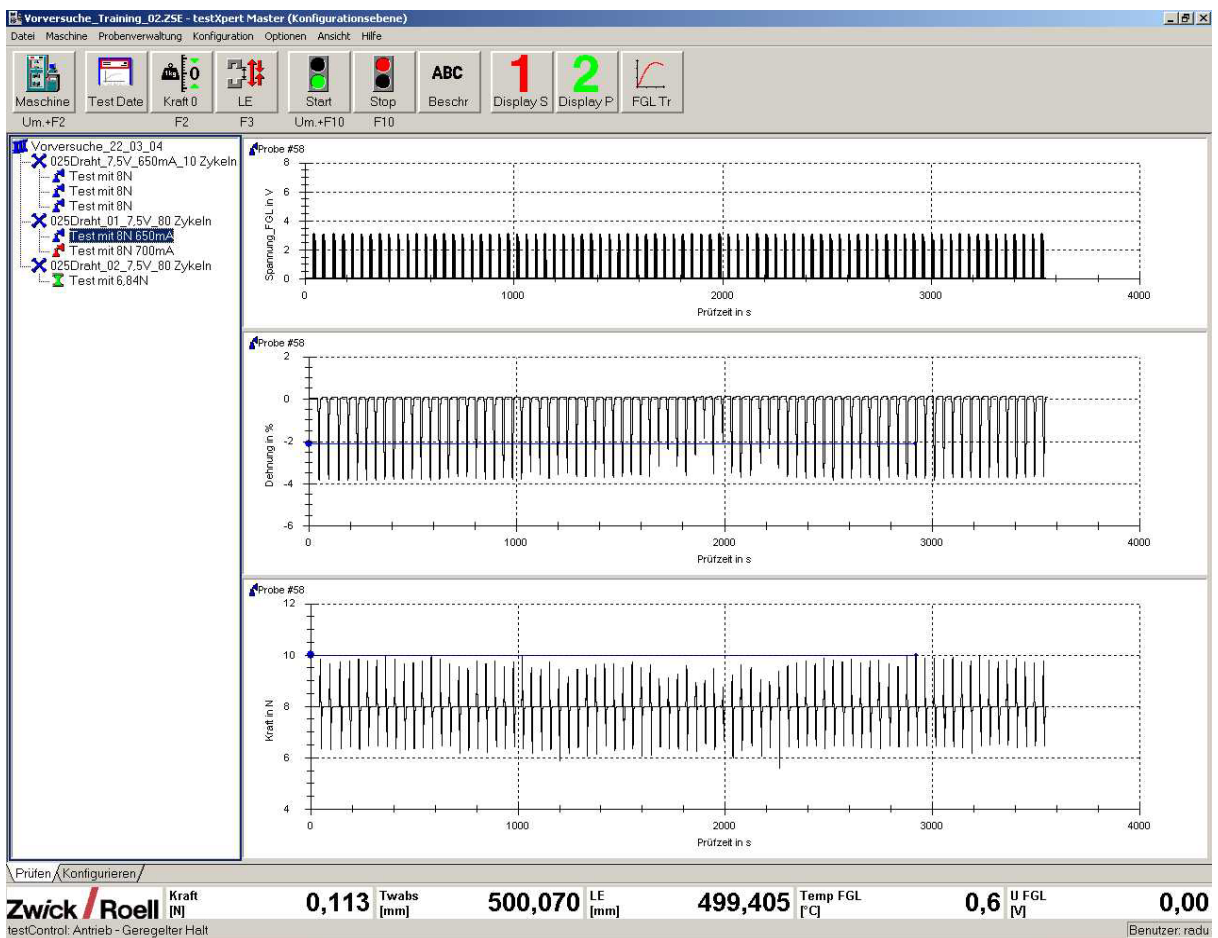 Vorversuche_Training_02.ZSE - testXpert Master (Konfigurationsebene)
Datei Maschine Probenverwaltung Konfiguration Optionen Ansicht Hilfe
1kg 0 ABC 1 2
Maschine Test Date Kraft 0 LE Start Stop Beschr Display S Display P FGL Tr
Um.+F2 F2 F3 Um.+F10 F10
Vorversuche_22_03_04
025Draht_7,5V_650mA_10 Zykeln
Test mit 8N
Test mit 8N
Test mit 8N
025Draht_01_7,5V_80 Zykeln
Test mit 8N 650mA
Test mit 8N 700mA
025Draht_02_7,5V_80 Zykeln
Test mit 6,84N
Probe #58
Spannung_FGL in V
8
6
4
2
0
0 1000 2000 3000 4000
Prüfzeit in s
Probe #58
Dehnung in %
2
0
-2
-4
-6
0 1000 2000 3000 4000
Prüfzeit in s
Probe #58
Kraft in N
12
10
8
6
4
0 1000 2000 3000 4000
Prüfzeit in s
Prüfen Konfigurieren
Zwick / Roell
Kraft [N] 0,113 Twabs [mm] 500,070 LE [mm] 499,405 Temp FGL [°C] 0,6 U FGL [V] 0,00
testControl: Antrieb - Geregelter Halt Benutzer: radu